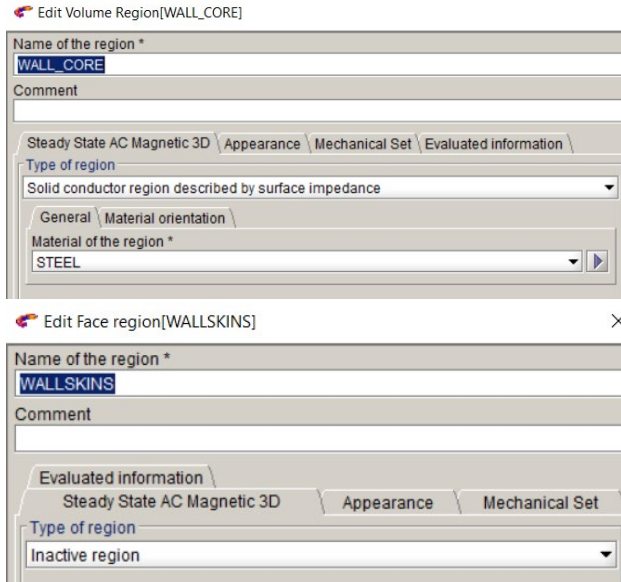 Edit Volume Region[WALL_CORE]
Name of the region *
WALL_CORE
Comment
Steady State AC Magnetic 3D Appearance Mechanical Set Evaluated information
Type of region
Solid conductor region described by surface impedance
General Material orientation
Material of the region *
STEEL
Edit Face region[WALLSKINS]
Name of the region *
WALLSKINS
Comment
Evaluated information
Steady State AC Magnetic 3D Appearance Mechanical Set
Type of region
Inactive region